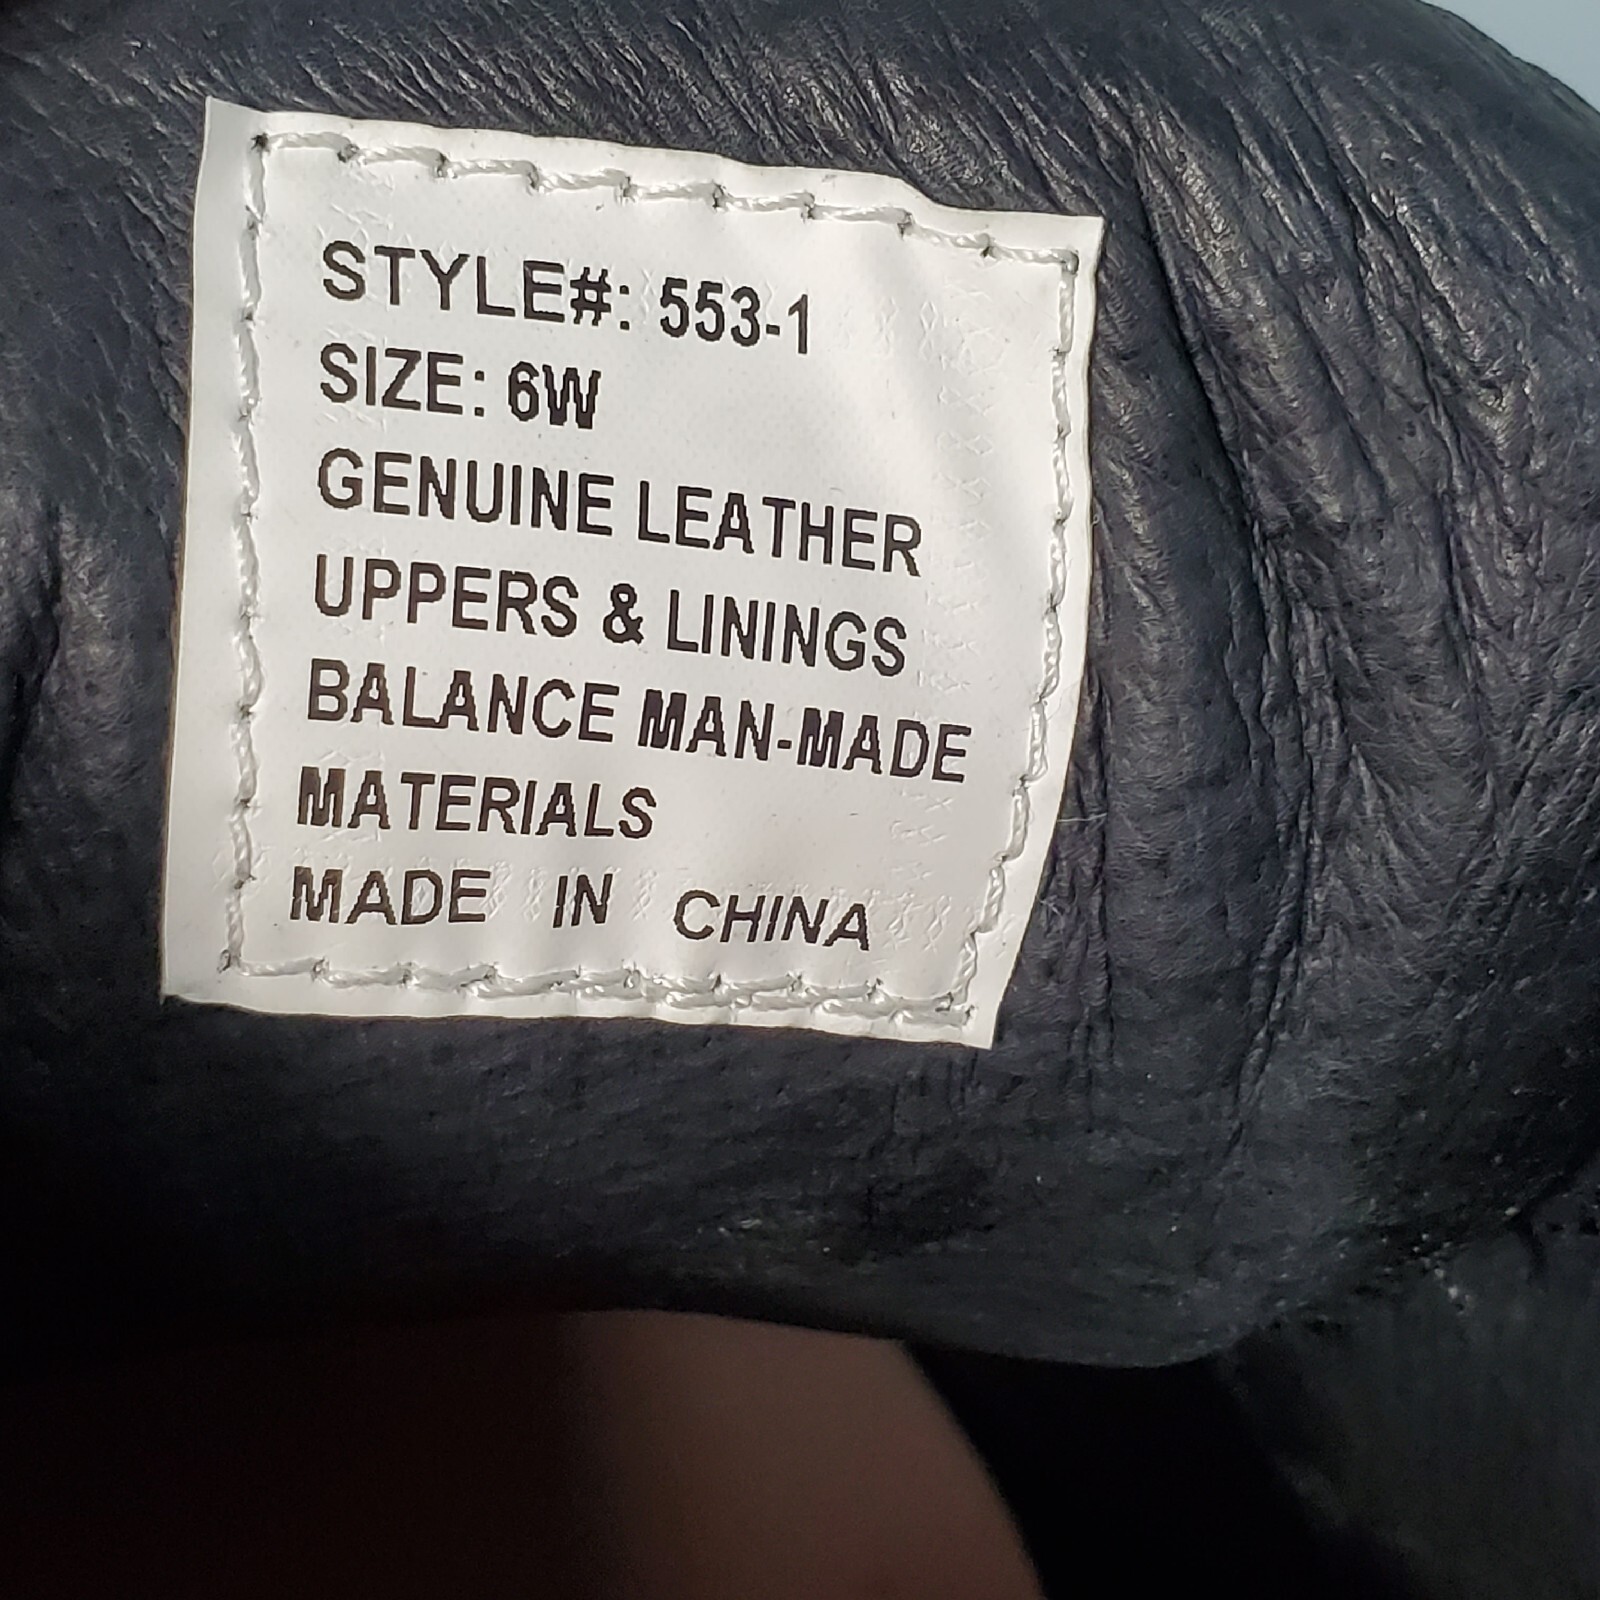 STYLE#: 553-1
SIZE: 6W
GENUINE LEATHER
UPPERS & LININGS
BALANCE MAN-MADE
MATERIALS
MADE IN CHINA